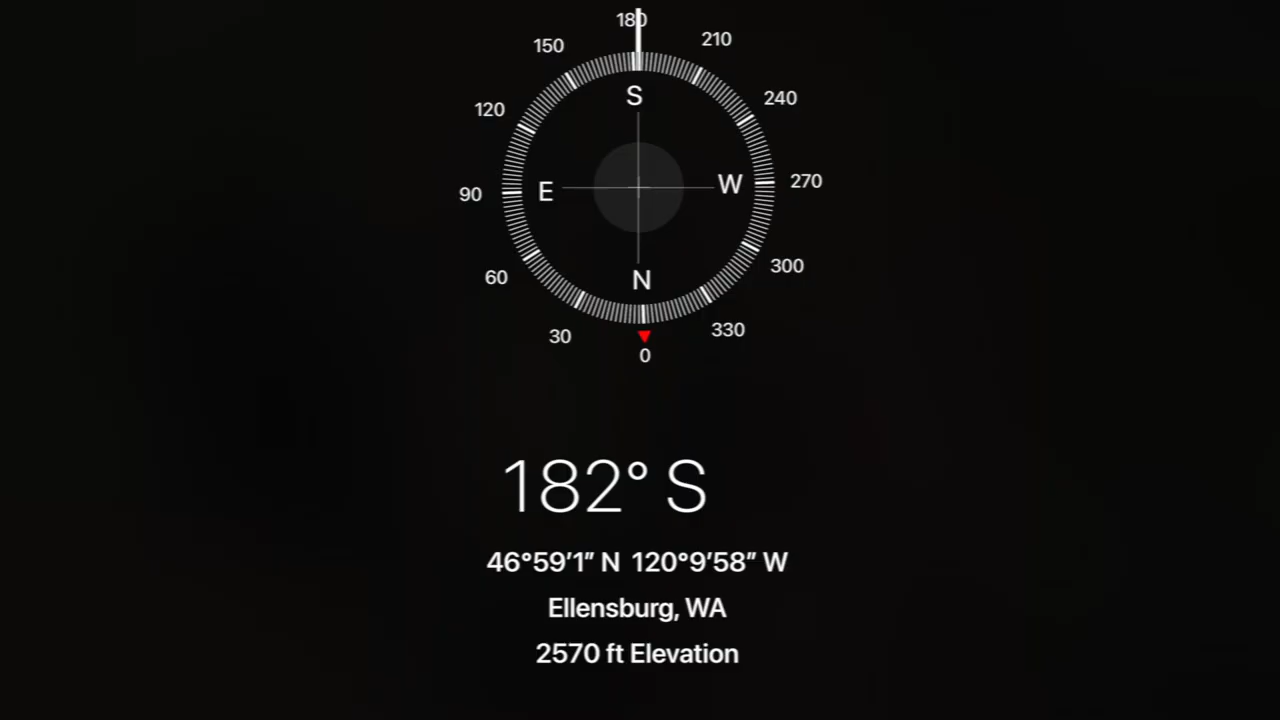 180
150
210
S
240
120
E
W
270
90
N
300
60
330
30
0
182° S
46°59′1″ N 120°9′58″ W
Ellensburg, WA
2570 ft Elevation